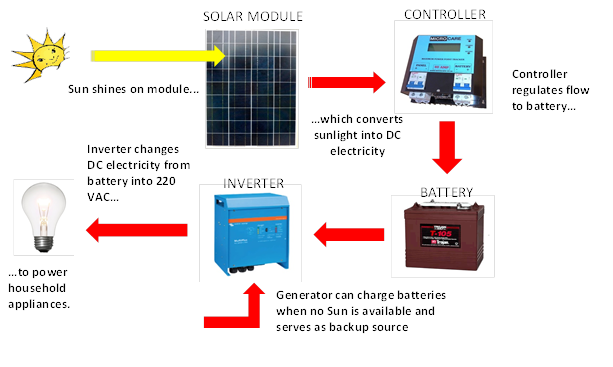 SOLAR MODULE
CONTROLLER
MICROCARE
Sun shines on module...
Controller
regulates flow
to battery...
...which converts
sunlight into DC
electricity
Inverter changes
DC electricity from
battery into 220
VAC...
INVERTER
BATTERY
T-105
Trojan
...to power
household
appliances.
Generator can charge batteries
when no Sun is available and
serves as backup source